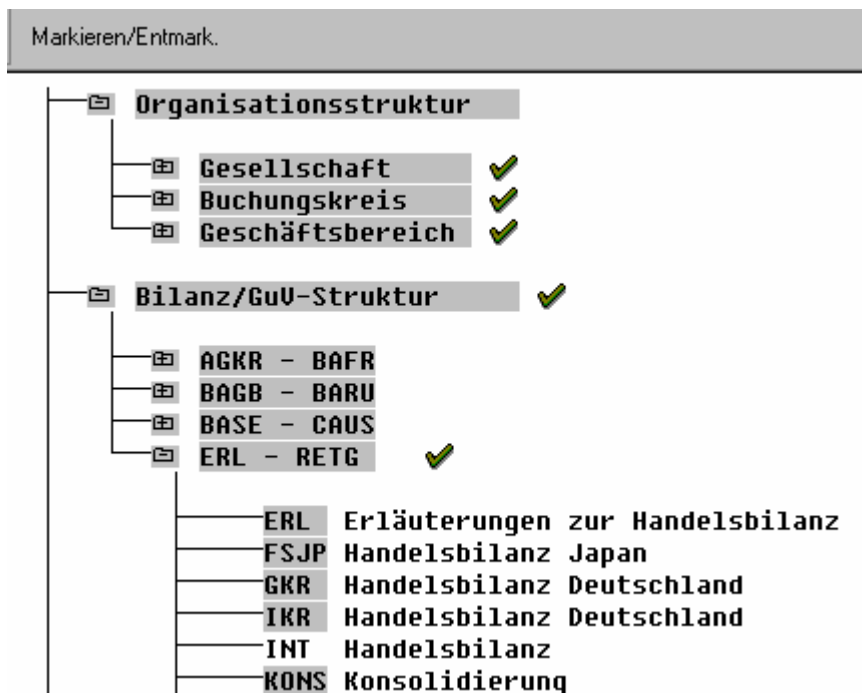 Markieren/Entmark.
Organisationsstruktur
Gesellschaft
Buchungskreis
Geschäftsbereich
Bilanz/GuV-Struktur
AGKR - BAFR
BAGB - BARU
BASE - CAUS
ERL - RETG
ERL Erläuterungen zur Handelsbilanz
FSJP Handelsbilanz Japan
GKR Handelsbilanz Deutschland
IKR Handelsbilanz Deutschland
INT Handelsbilanz
KONS Konsolidierung